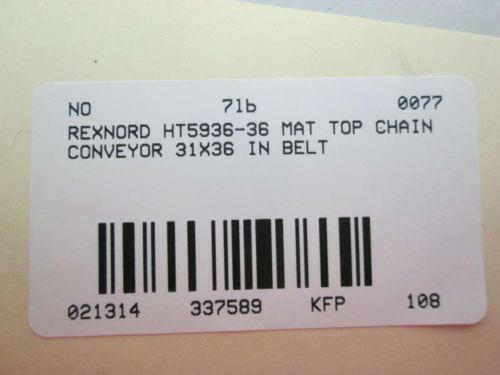 NO 71b 0077
REXNORD HT5936-36 MAT TOP CHAIN
CONVEYOR 31X36 IN BELT
021314 337589 KFP 108